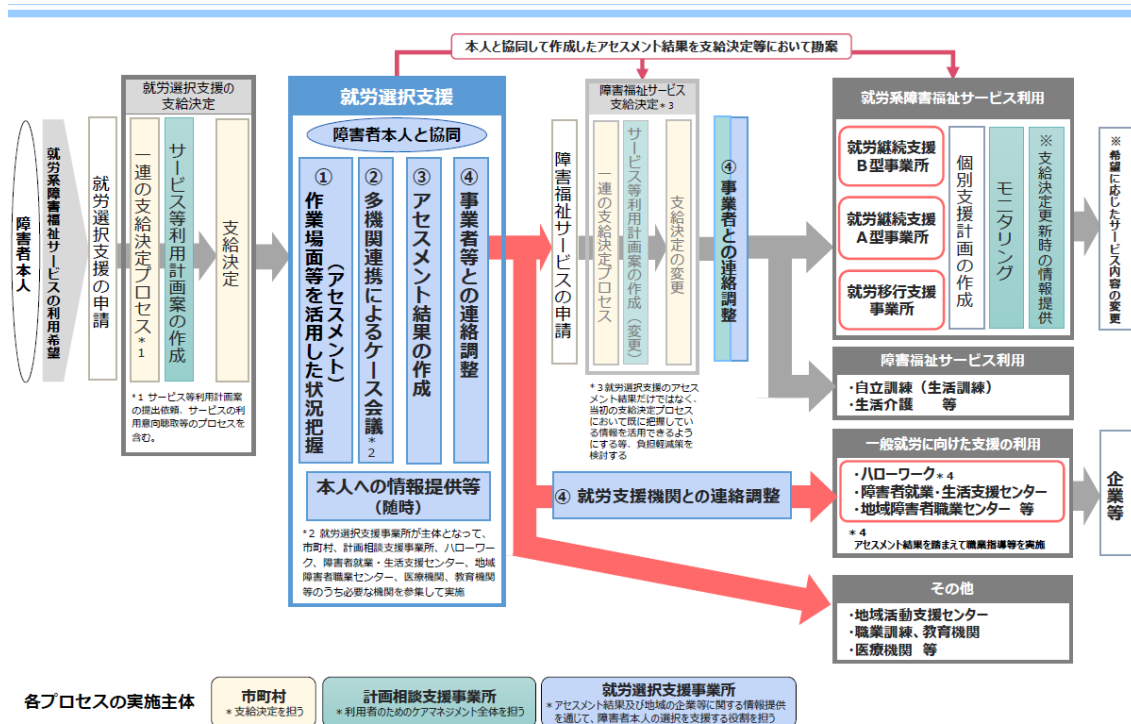 本人と協同して作成したアセスメント結果を支給決定等において勘案
障害者本人
就労系障害福祉サービスの利用希望
就労選択支援の申請
就労選択支援の
支給決定
一連の支給決定プロセス*1
サービス等利用計画案の作成
支給決定
*1 サービス等利用計画案
の提出依頼、サービスの利
用意向聴取等のプロセスを
含む。
就労選択支援
障害者本人と協同
①作業場面等を活用した状況把握
(アセスメント)
②多機関連携によるケース会議*2
③アセスメント結果の作成
④事業者等との連絡調整
本人への情報提供等
(随時)
*2 就労選択支援事業所が主体となって、
市町村、計画相談支援事業所、ハローワー
ク、障害者就業・生活支援センター、地域
障害者職業センター、医療機関、教育機関
等のうち必要な機関を参集して実施
障害福祉サービスの申請
障害福祉サービス
支給決定*3
一連の支給決定プロセス
サービス等利用計画案の作成(変更)
支給決定の変更
*3就労選択支援のアセス
メント結果だけではなく、
当初の支給決定プロセス
において既に把握してい
る情報を活用できるよう
にする等、負担軽減策を
検討する
④事業者との連絡調整
④ 就労支援機関との連絡調整
就労系障害福祉サービス利用
就労継続支援
B型事業所
就労継続支援
A型事業所
就労移行支援
事業所
個別支援計画の作成
モニタリング
※支給決定更新時の情報提供
※希望に応じたサービス内容の変更
障害福祉サービス利用
・自立訓練(生活訓練)
・生活介護 等
一般就労に向けた支援の利用
・ハローワーク*4
・障害者就業・生活支援センター
・地域障害者職業センター 等
*4
アセスメント結果を踏まえて職業指導等を実施
企業等
その他
・地域活動支援センター
・職業訓練、教育機関
・医療機関 等
各プロセスの実施主体
市町村
*支給決定を担う
計画相談支援事業所
*利用者のためのケアマネジメント全体を担う
就労選択支援事業所
*アセスメント結果及び地域の企業等に関する情報提供
を通じて、障害者本人の選択を支援する役割を担う